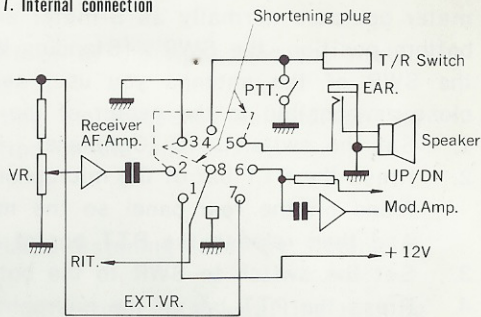 7. Internal connection
Shortening plug
T/R Switch
PTT.
EAR.
Receiver
AF.Amp.
3
4
5
Speaker
VR.
2
8
6
UP/DN
1
7
Mod.Amp.
RIT.
+12V
EXT.VR.